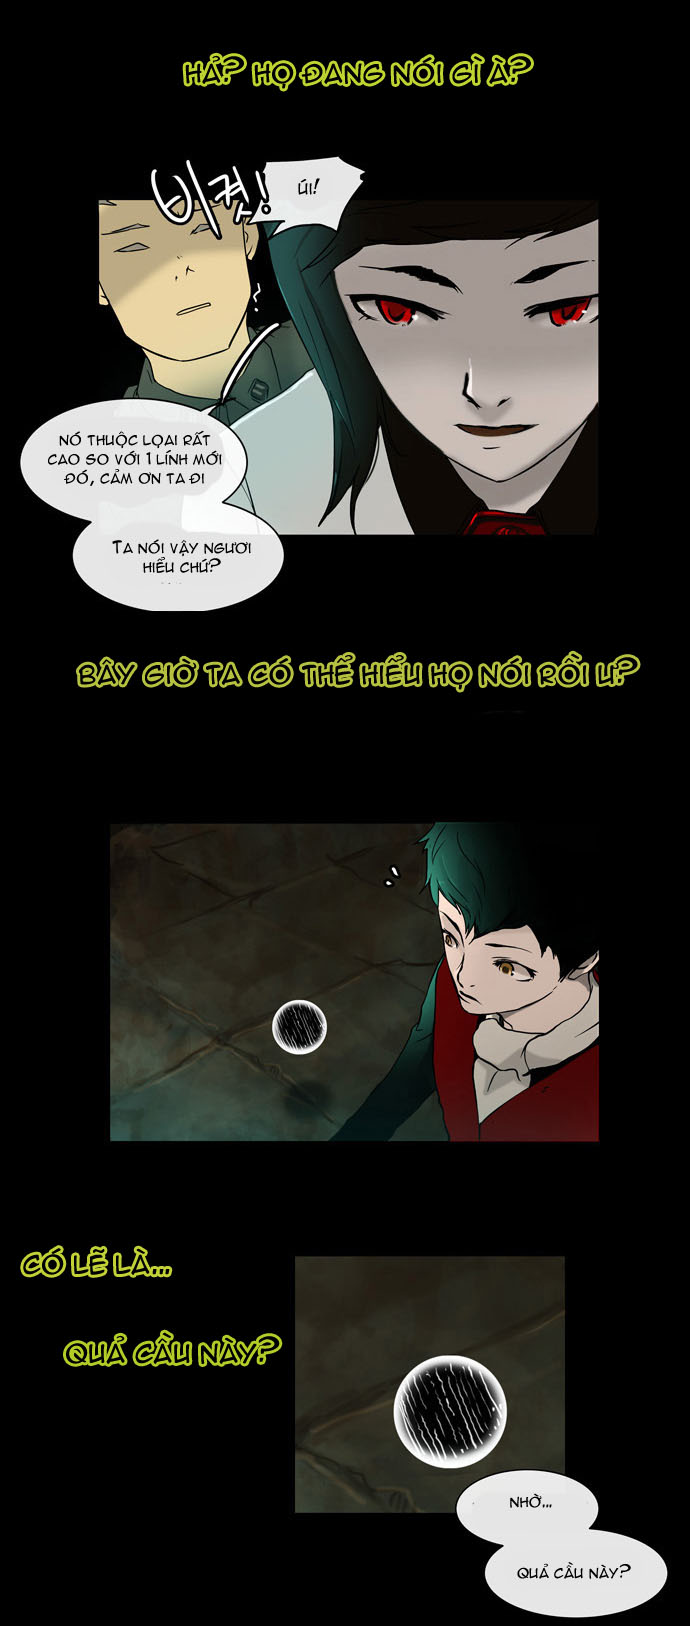 HẢ? HỌ ĐANG NÓI GÌ À?
비켯!
ÚI!
NÓ THUỘC LOẠI RẤT
CAO SO VỚI 1 LÍNH MỚI
ĐÓ, CẢM ƠN TA ĐI
TA NÓI VẬY NGƯƠI
HIỂU CHỨ?
BÂY GIỜ TA CÓ THỂ HIỂU HỌ NÓI RỒI Ư?
CÓ LẼ LÀ...
QUẢ CẦU NÀY?
NHỜ...
QUẢ CẦU NÀY?